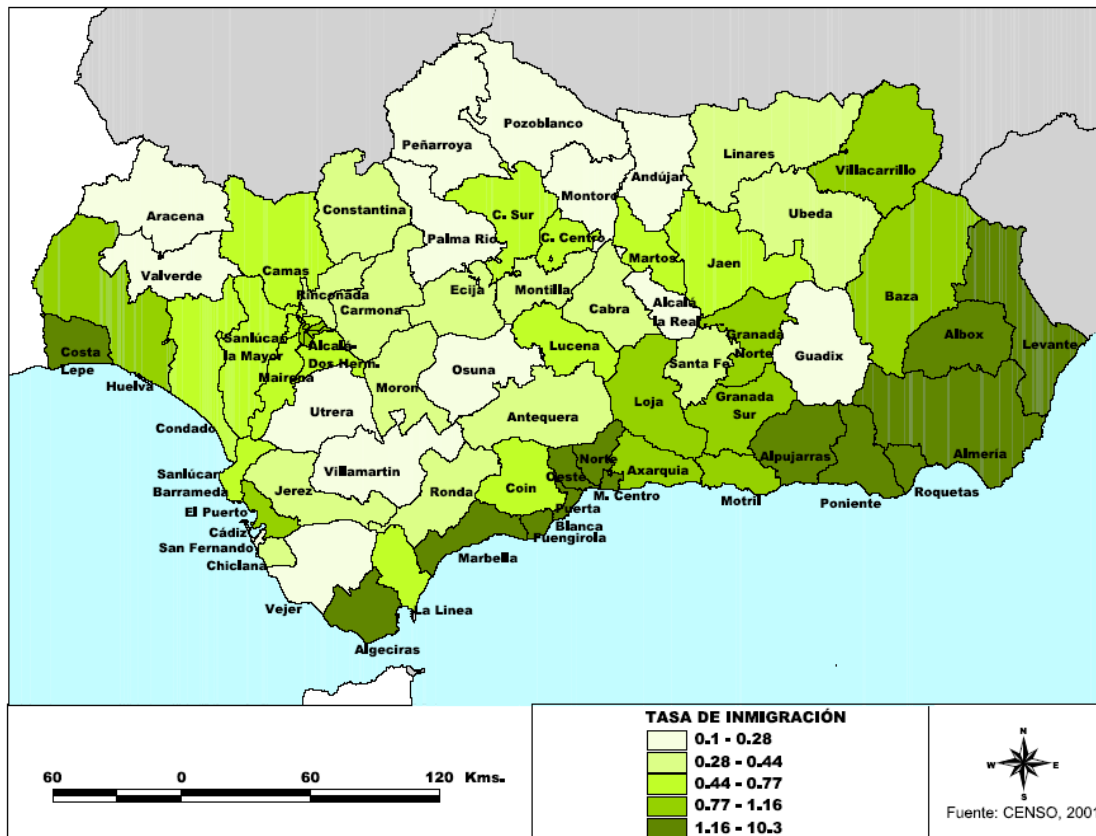 Pozoblanco
Peñarroya
Linares
Villacarrillo
Andújar
Montoro
Constantina
C. Sur
Aracena
Ubeda
Palma Rio
C. Centro
Martos
Jaen
Valverde
Camas
Rinconada
Ecija
Montilla
Baza
Carmona
Cabra
Alcalá
la Real
Sanlúcar
la Mayor
Alcalá-
Dos Herm.
Granada
Norte
Albox
Levante
Costa
Lepe
Lucena
Guadix
Santa Fe
Mairena
Osuna
Huelva
Moron
Utrera
Antequera
Loja
Granada
Sur
Condado
Alpujarras
Almería
Norte
Oeste
Villamartin
Axarquia
Sanlúcar
Barrameda
Jerez
Ronda
Coin
M. Centro
Motril
Poniente
Roquetas
El Puerto
Puerta
Blanca
Cádiz
Fuengirola
San Fernando
Marbella
Chiclana
Vejer
La Linea
Algeciras
TASA DE INMIGRACIÓN
0.1 - 0.28
0.28 - 0.44
0.44 - 0.77
0.77 - 1.16
1.16 - 10.3
60 0 60 120 Kms.
N
W E
S
Fuente: CENSO, 2001